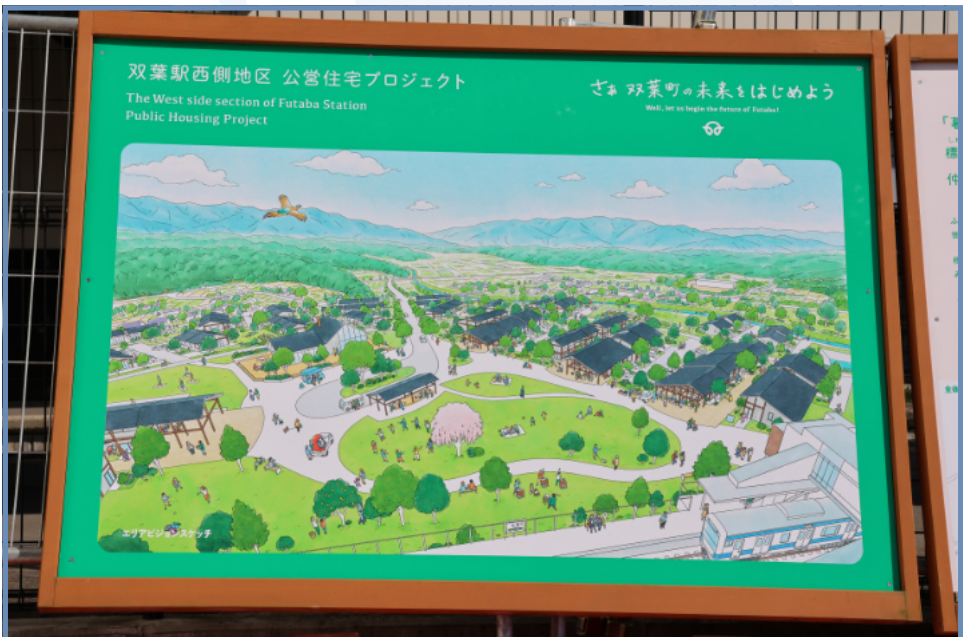 双葉駅西側地区 公営住宅プロジェクト
The West side section of Futaba Station
Public Housing Project
さぁ 双葉町の未来をはじめよう
Well, let us begin the future of Futaba!
エリアビジョンスケッチ